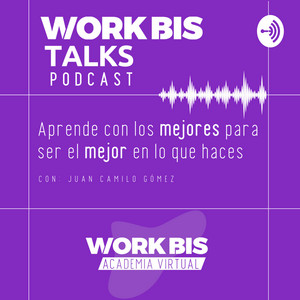 WORK BIS
TALKS
PODCAST
Aprende con los mejores para
ser el mejor en lo que haces
CON: JUAN CAMILO GÓMEZ
WORK BIS
ACADEMIA VIRTUAL